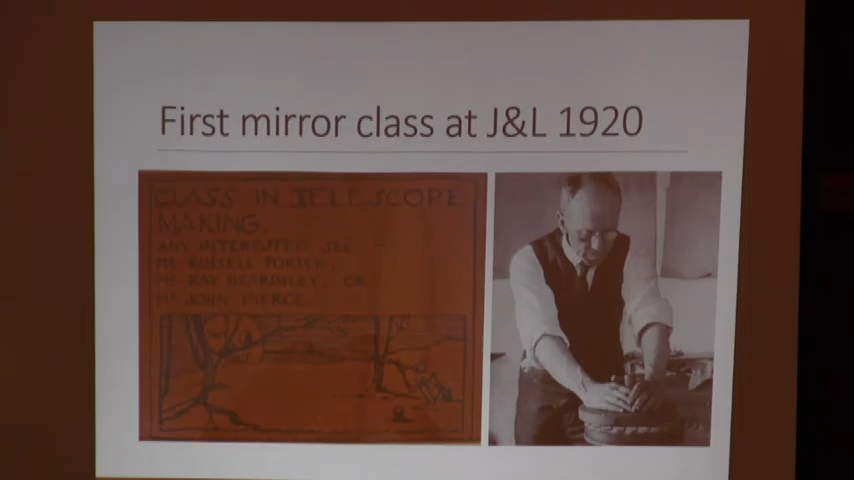 First mirror class at J&L 1920
CLASS IN TELESCOPE
MAKING.
ANY INTERESTED SEE
MR RUSSELL PORTER,
MR RAY BEARDSLEY, OR
MR JOHN PIERCE